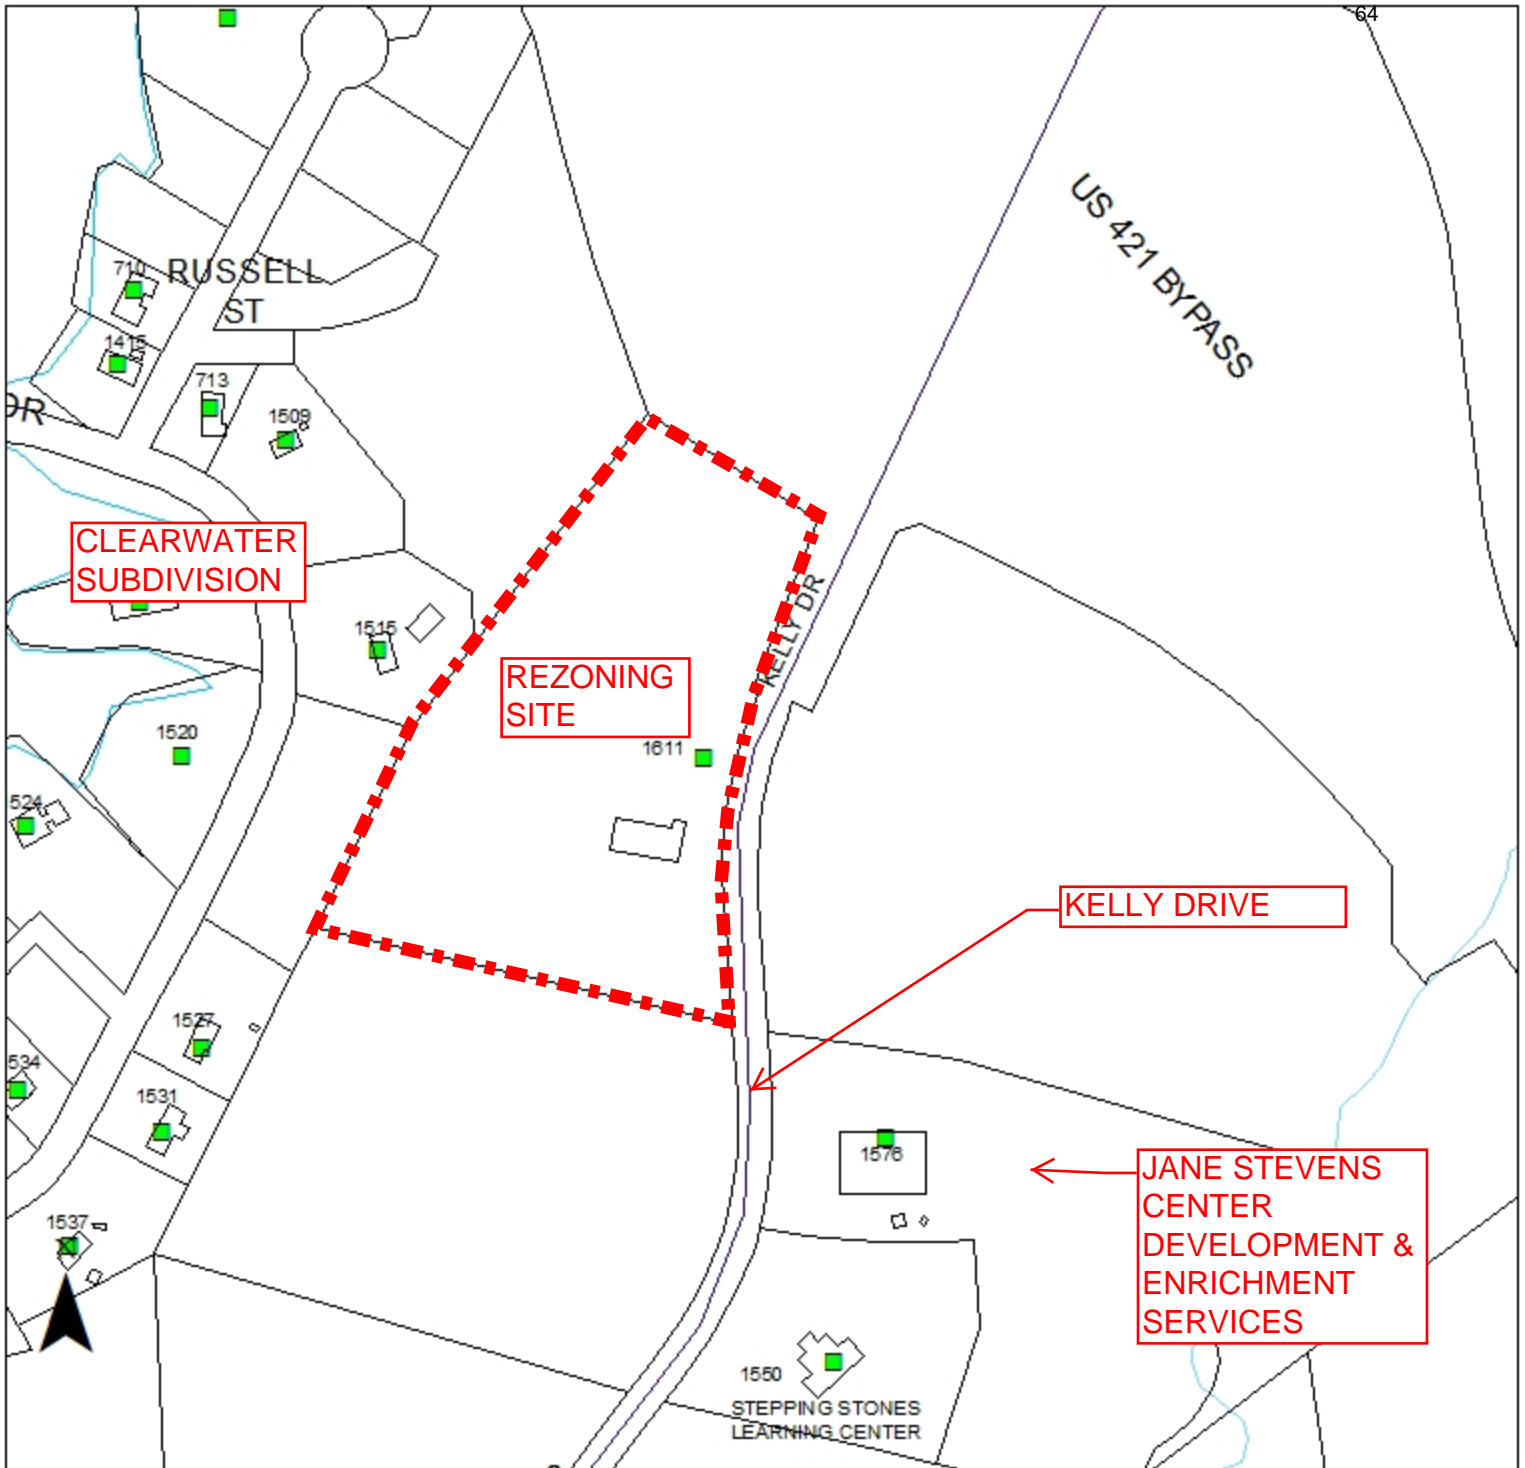 64
US 421 BYPASS
710
RUSSELL
ST
1415
713
1509
DR
CLEARWATER
SUBDIVISION
KELLY DR
1515
REZONING
SITE
1520
1611
524
KELLY DRIVE
1527
534
1531
1576
JANE STEVENS
CENTER
DEVELOPMENT &
ENRICHMENT
SERVICES
1537
1550
STEPPING STONES
LEARNING CENTER